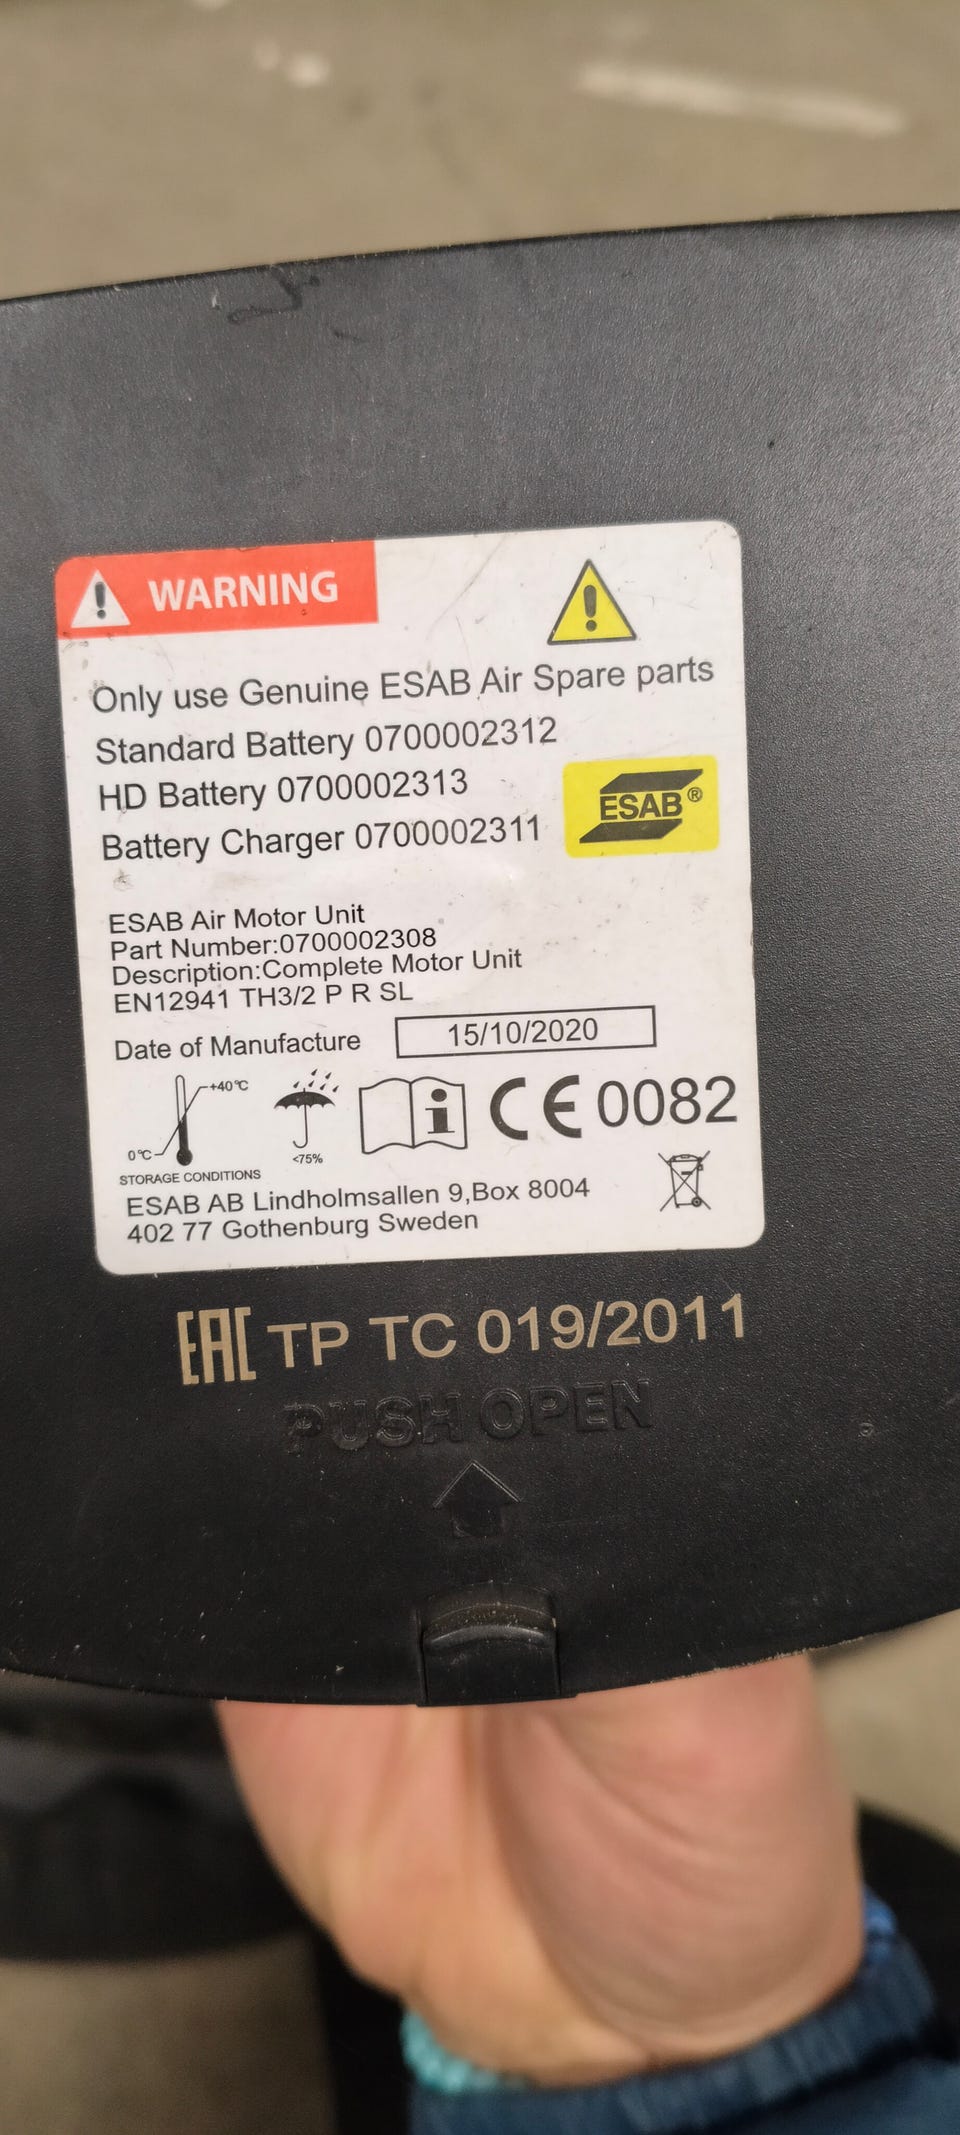 WARNING
Only use Genuine ESAB Air Spare parts
Standard Battery 0700002312
HD Battery 0700002313
Battery Charger 0700002311
ESAB®
ESAB Air Motor Unit
Part Number:0700002308
Description:Complete Motor Unit
EN12941 TH3/2 P R SL
Date of Manufacture 15/10/2020
+40°C
0°C
<75%
STORAGE CONDITIONS
CE 0082
ESAB AB Lindholmsallen 9,Box 8004
402 77 Gothenburg Sweden
EAC TP TC 019/2011
PUSH OPEN